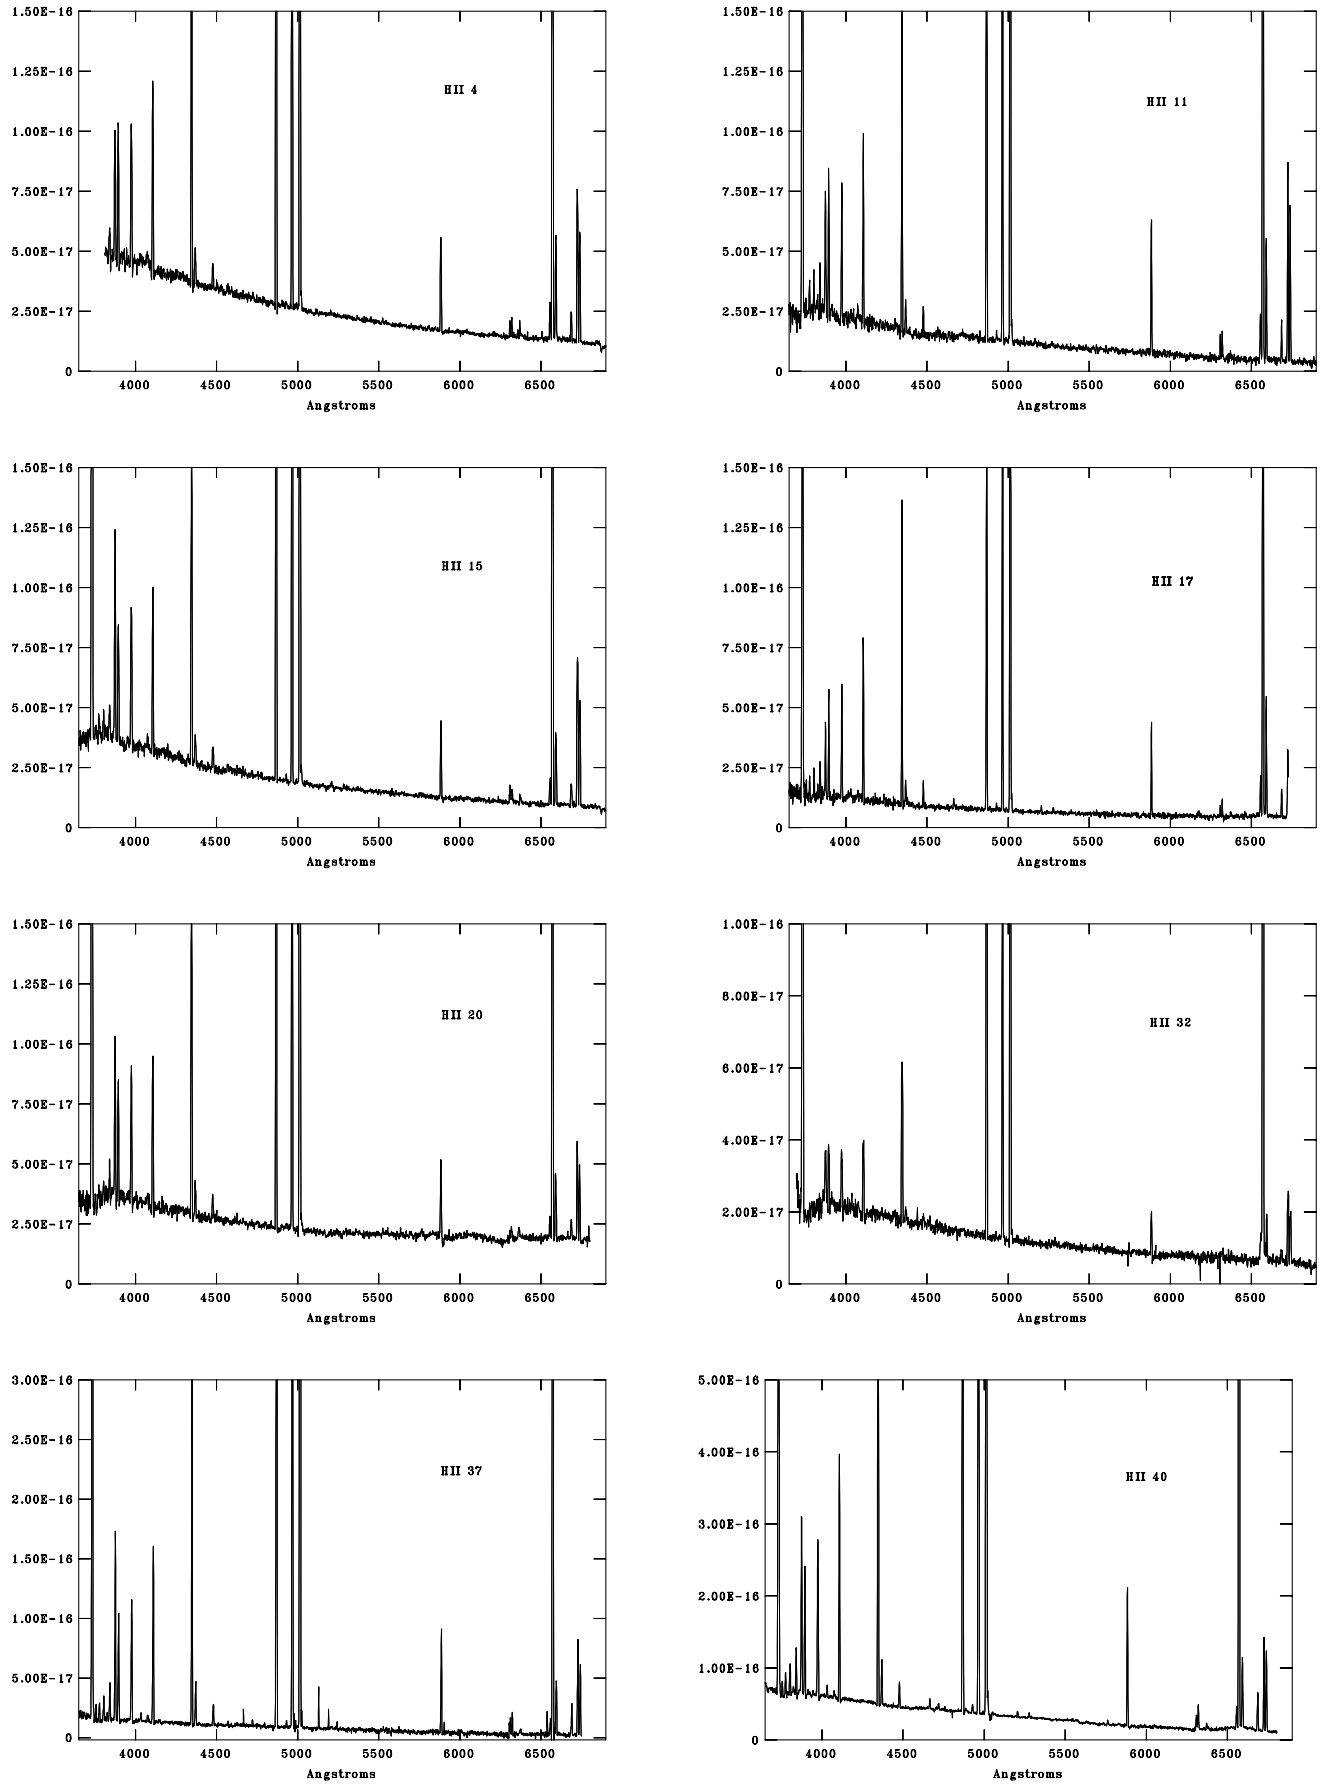 1.50E-16
1.25E-16
1.00E-16
7.50E-17
5.00E-17
2.50E-17
0
HII 4
4000 4500 5000 5500 6000 6500
Angstroms
1.50E-16
1.25E-16
1.00E-16
7.50E-17
5.00E-17
2.50E-17
0
HII 11
4000 4500 5000 5500 6000 6500
Angstroms
1.50E-16
1.25E-16
1.00E-16
7.50E-17
5.00E-17
2.50E-17
0
HII 15
4000 4500 5000 5500 6000 6500
Angstroms
1.50E-16
1.25E-16
1.00E-16
7.50E-17
5.00E-17
2.50E-17
0
HII 17
4000 4500 5000 5500 6000 6500
Angstroms
1.50E-16
1.25E-16
1.00E-16
7.50E-17
5.00E-17
2.50E-17
0
HII 20
4000 4500 5000 5500 6000 6500
Angstroms
1.00E-16
8.00E-17
6.00E-17
4.00E-17
2.00E-17
0
HII 32
4000 4500 5000 5500 6000 6500
Angstroms
3.00E-16
2.50E-16
2.00E-16
1.50E-16
1.00E-16
5.00E-17
0
HII 37
4000 4500 5000 5500 6000 6500
Angstroms
5.00E-16
4.00E-16
3.00E-16
2.00E-16
1.00E-16
0
HII 40
4000 4500 5000 5500 6000 6500
Angstroms